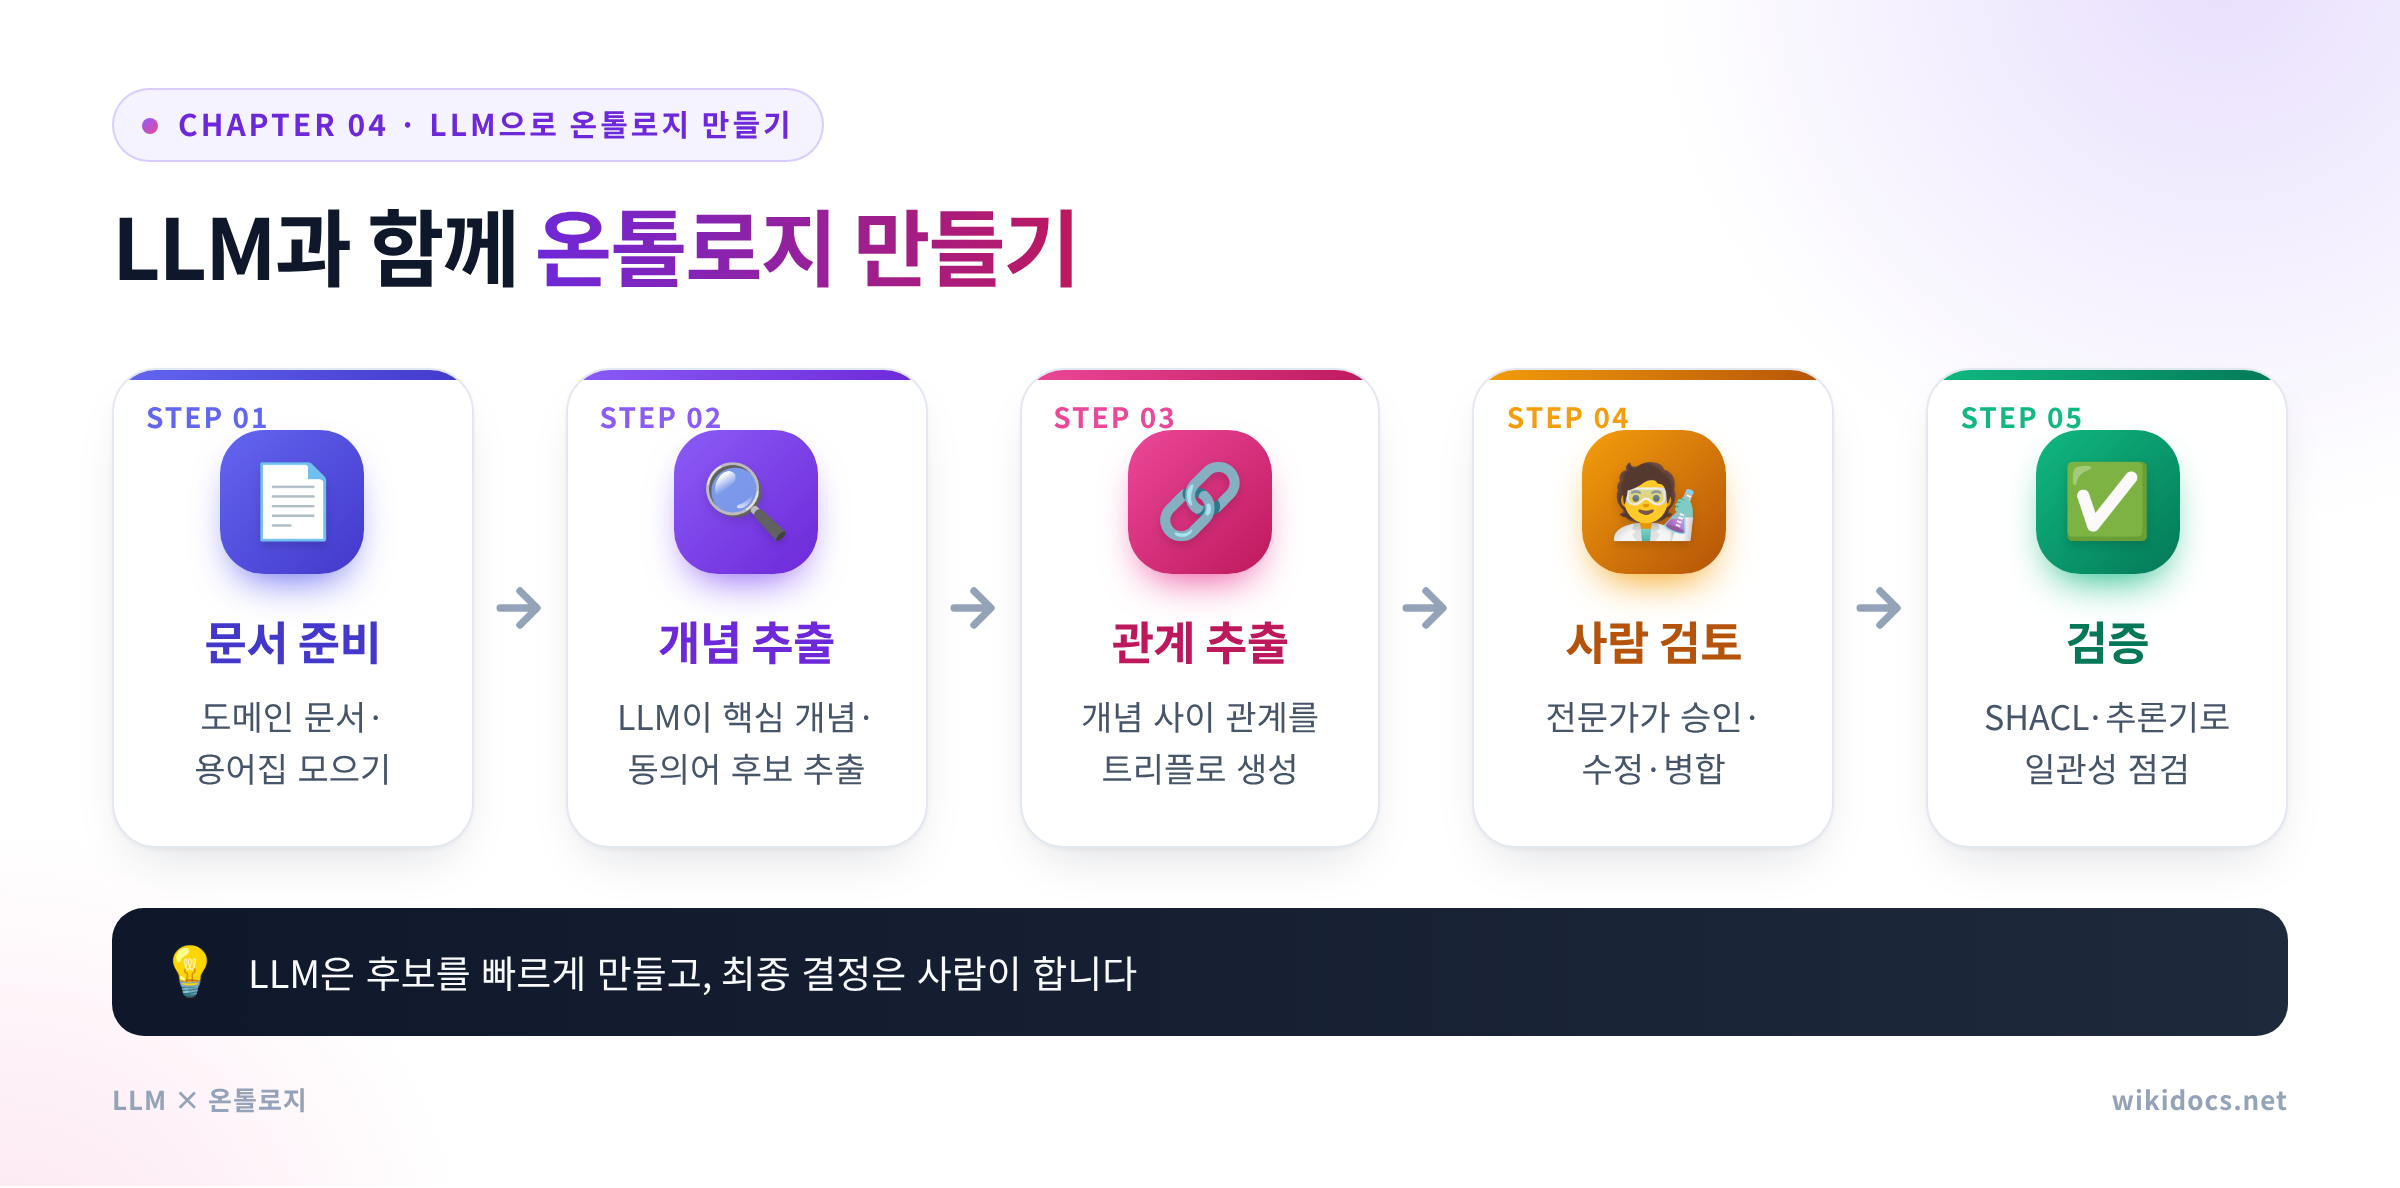 CHAPTER 04 · LLM으로 온톨로지 만들기
LLM과 함께 온톨로지 만들기
STEP 01
문서 준비
도메인 문서·
용어집 모으기
STEP 02
개념 추출
LLM이 핵심 개념·
동의어 후보 추출
STEP 03
관계 추출
개념 사이 관계를
트리플로 생성
STEP 04
사람 검토
전문가가 승인·
수정·병합
STEP 05
검증
SHACL·추론기로
일관성 점검
LLM은 후보를 빠르게 만들고, 최종 결정은 사람이 합니다
LLM × 온톨로지
wikidocs.net